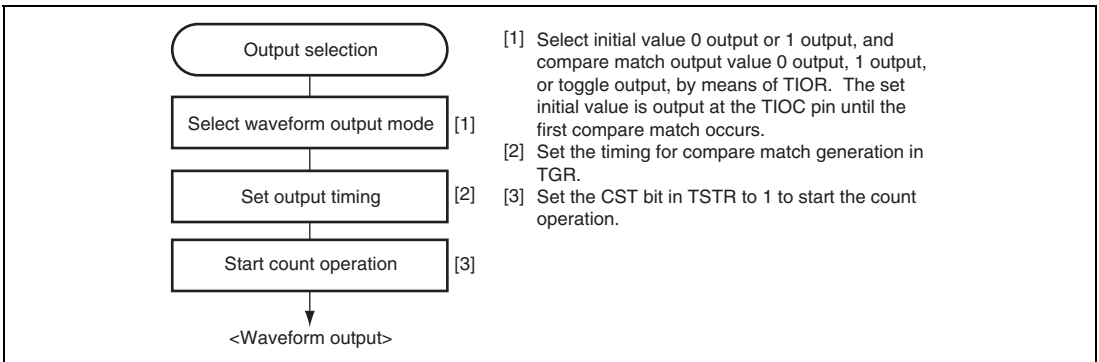 Output selection
Select waveform output mode [1]
Set output timing [2]
Start count operation [3]
<Waveform output>
[1] Select initial value 0 output or 1 output, and
compare match output value 0 output, 1 output,
or toggle output, by means of TIOR. The set
initial value is output at the TIOC pin until the
first compare match occurs.
[2] Set the timing for compare match generation in
TGR.
[3] Set the CST bit in TSTR to 1 to start the count
operation.